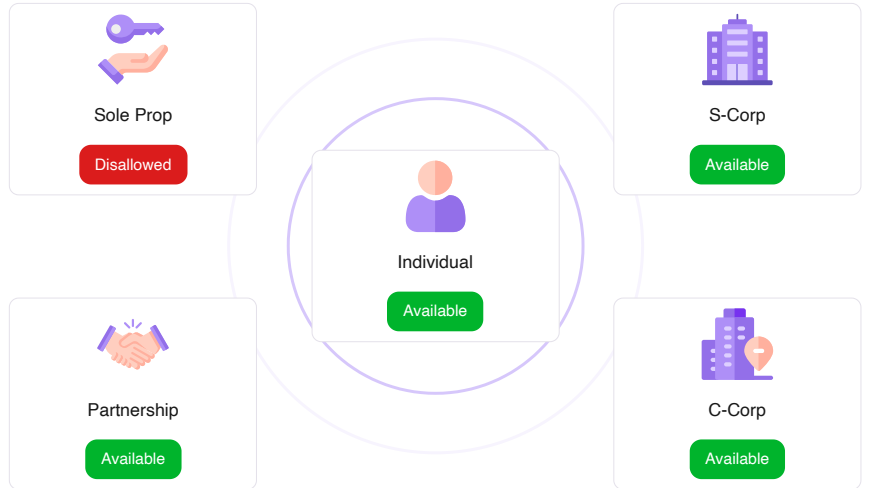 Sole Prop
Disallowed
S-Corp
Available
Individual
Available
Partnership
Available
C-Corp
Available